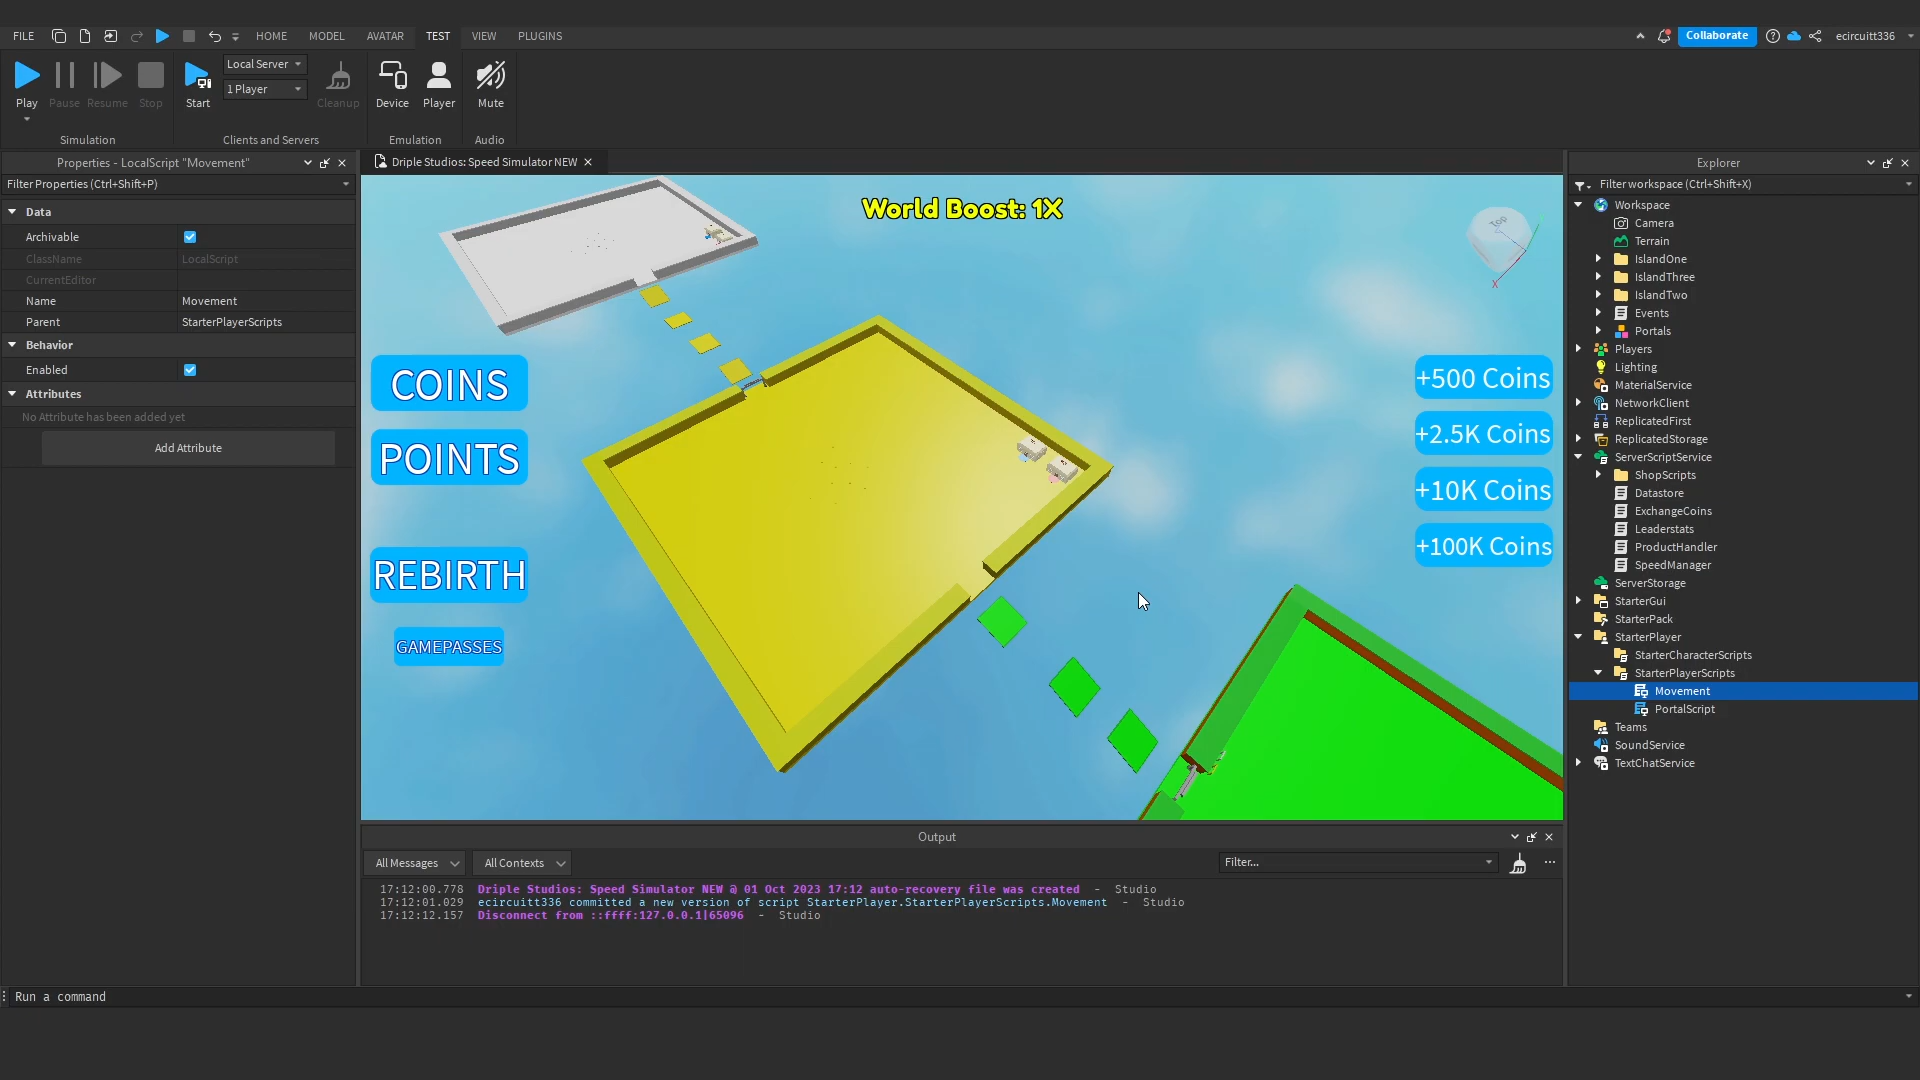 FILE HOME MODEL AVATAR TEST VIEW PLUGINS Collaborate ecircuitt336
Play Pause Resume Stop Start Local Server 1 Player Cleanup Device Player Mute
Simulation Clients and Servers Emulation Audio
Properties - LocalScript "Movement"
Filter Properties (Ctrl+Shift+P)
Data
Archivable
ClassName LocalScript
CurrentEditor
Name Movement
Parent StarterPlayerScripts
Behavior
Enabled
Attributes
No Attribute has been added yet
Add Attribute
Driple Studios: Speed Simulator NEW
World Boost: 1X
TOP
X
COINS
POINTS
REBIRTH
GAMEPASSES
+500 Coins
+2.5K Coins
+10K Coins
+100K Coins
Output
All Messages All Contexts Filter...
17:12:00.778 Driple Studios: Speed Simulator NEW @ 01 Oct 2023 17:12 auto-recovery file was created - Studio
17:12:01.029 ecircuitt336 committed a new version of script StarterPlayer.StarterPlayerScripts.Movement - Studio
17:12:12.157 Disconnect from ::ffff:127.0.0.1|65096 - Studio
Run a command
Explorer
Filter workspace (Ctrl+Shift+X)
Workspace
Camera
Terrain
IslandOne
IslandThree
IslandTwo
Events
Portals
Players
Lighting
MaterialService
NetworkClient
ReplicatedFirst
ReplicatedStorage
ServerScriptService
ShopScripts
Datastore
ExchangeCoins
Leaderstats
ProductHandler
SpeedManager
ServerStorage
StarterGui
StarterPack
StarterPlayer
StarterCharacterScripts
StarterPlayerScripts
Movement
PortalScript
Teams
SoundService
TextChatService